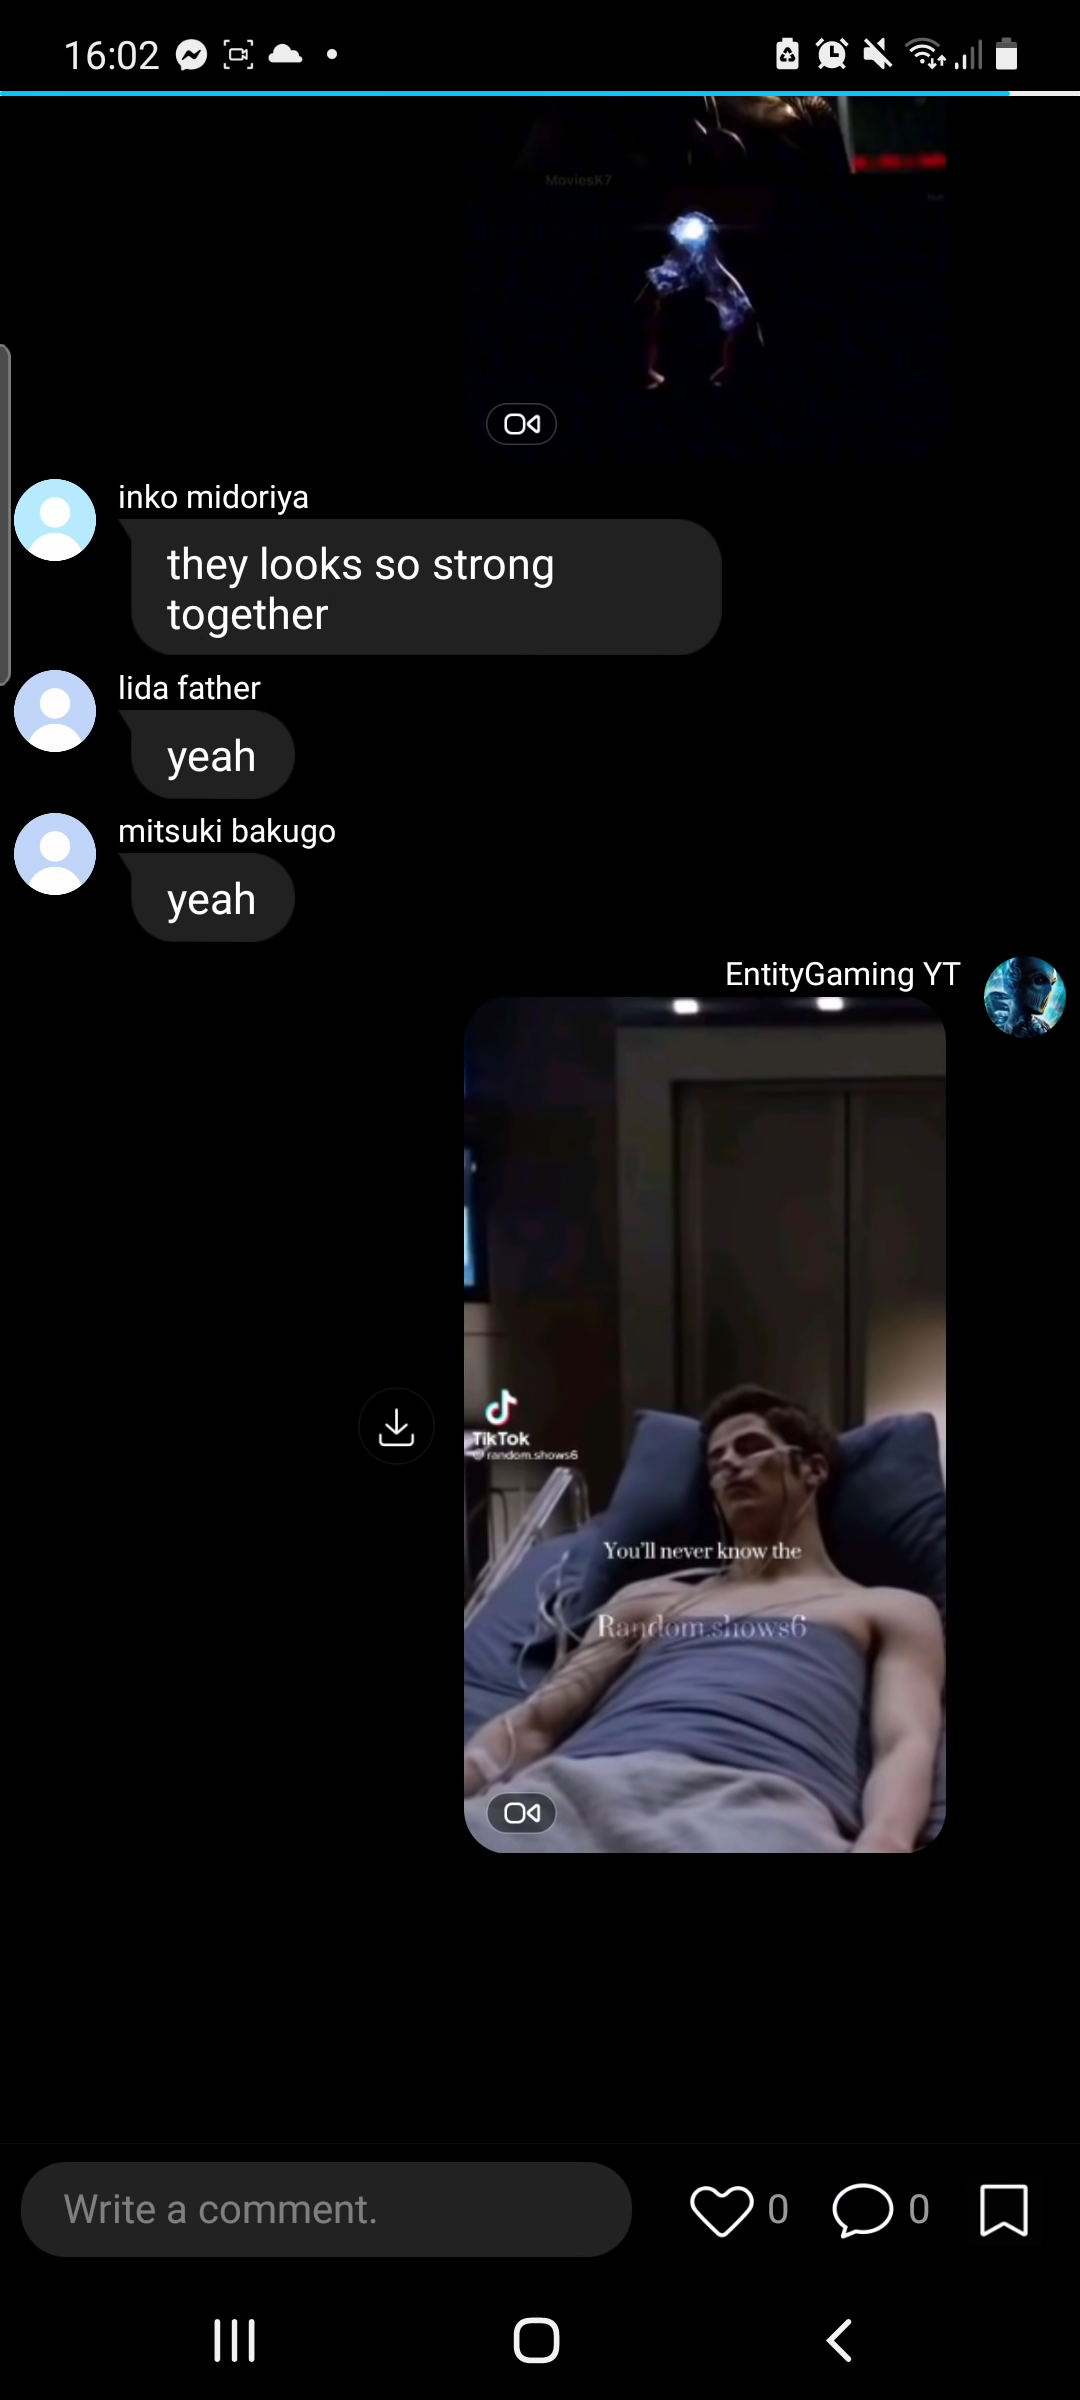 16:02
MoviesK7
inko midoriya
they looks so strong
together
lida father
yeah
mitsuki bakugo
yeah
EntityGaming YT
TikTok
@random.shows6
You'll never know the
Random.shows6
Write a comment.
0
0